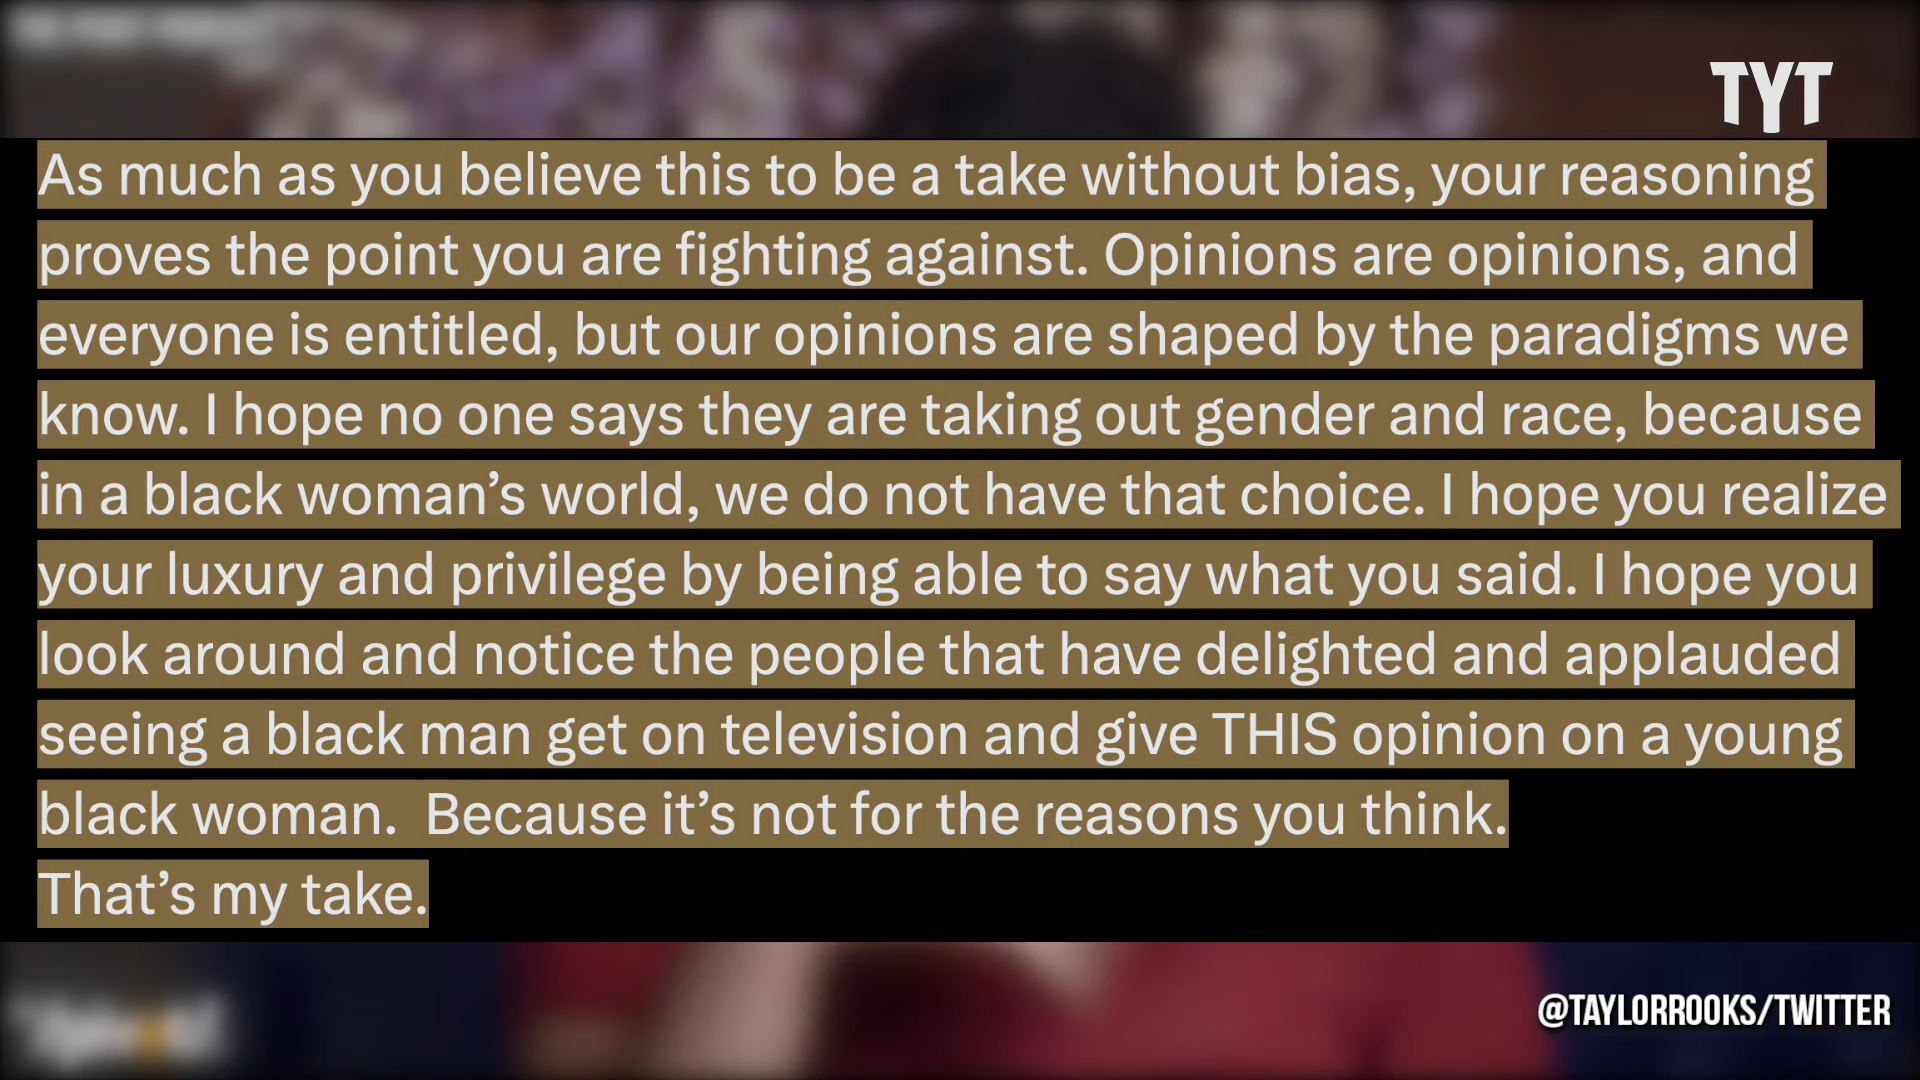 TYT
As much as you believe this to be a take without bias, your reasoning
proves the point you are fighting against. Opinions are opinions, and
everyone is entitled, but our opinions are shaped by the paradigms we
know. I hope no one says they are taking out gender and race, because
in a black woman’s world, we do not have that choice. I hope you realize
your luxury and privilege by being able to say what you said. I hope you
look around and notice the people that have delighted and applauded
seeing a black man get on television and give THIS opinion on a young
black woman.  Because it’s not for the reasons you think.
That’s my take.
@TAYLORROOKS/TWITTER